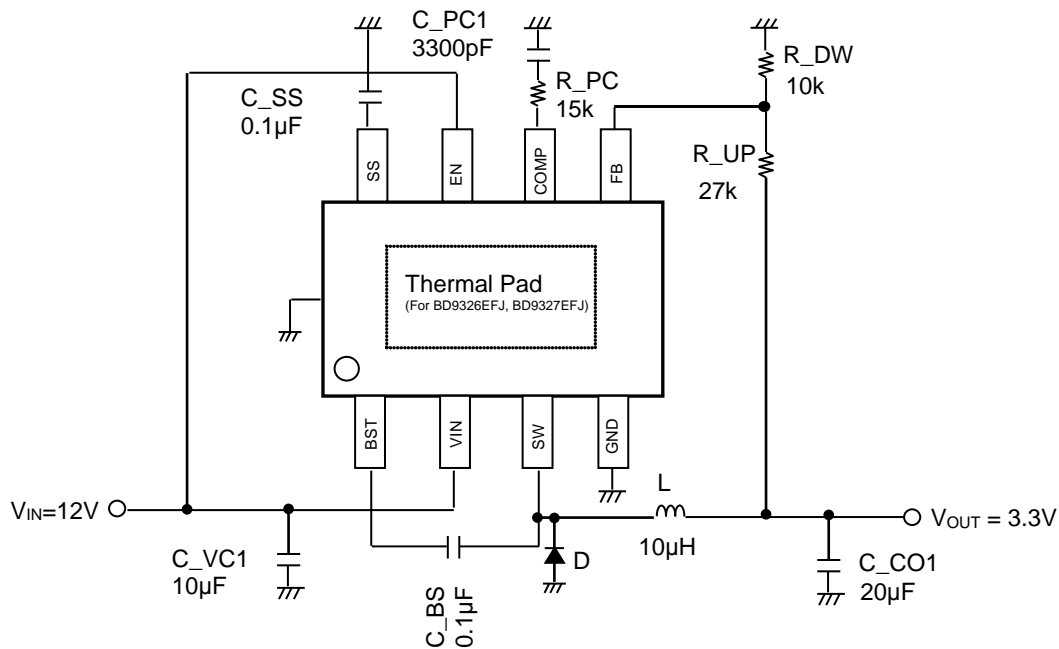 C_PC1
3300pF
R_DW
10k
R_PC
15k
C_SS
0.1µF
R_UP
27k
SS
EN
COMP
FB
Thermal Pad
(For BD9326EFJ, BD9327EFJ)
BST
VIN
SW
GND
L
10µH
VIN=12V
VOUT = 3.3V
C_VC1
10µF
D
C_CO1
20µF
C_BS
0.1µF